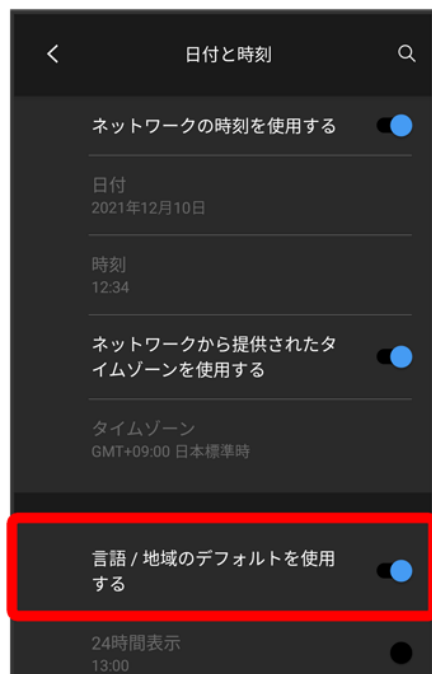 日付と時刻
ネットワークの時刻を使用する
日付
2021年12月10日
時刻
12:34
ネットワークから提供されたタ
イムゾーンを使用する
タイムゾーン
GMT+09:00 日本標準時
言語 / 地域のデフォルトを使用
する
24時間表示
13:00